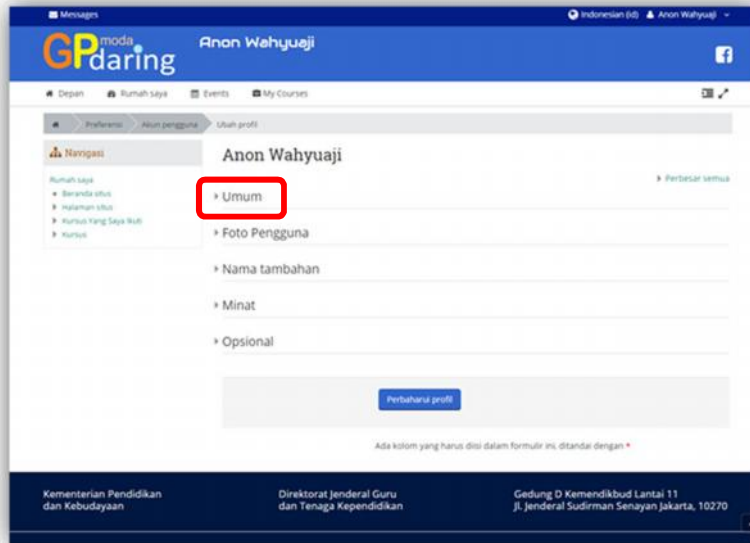 Messages
Indonesian (id) Anon Wahyuaji
GP moda daring
Anon Wahyuaji
Depan Rumah saya Events My Courses
Preferensi Akun pengguna Ubah profil
Navigasi
Rumah saya
Beranda situs
Halaman situs
Kursus Yang Saya Ikuti
Kursus
Anon Wahyuaji
Perbesar semua
Umum
Foto Pengguna
Nama tambahan
Minat
Opsional
Perbaharui profil
Ada kolom yang harus diisi dalam formulir ini, ditandai dengan *
Kementerian Pendidikan
dan Kebudayaan
Direktorat Jenderal Guru
dan Tenaga Kependidikan
Gedung D Kemendikbud Lantai 11
Jl. Jenderal Sudirman Senayan Jakarta, 10270